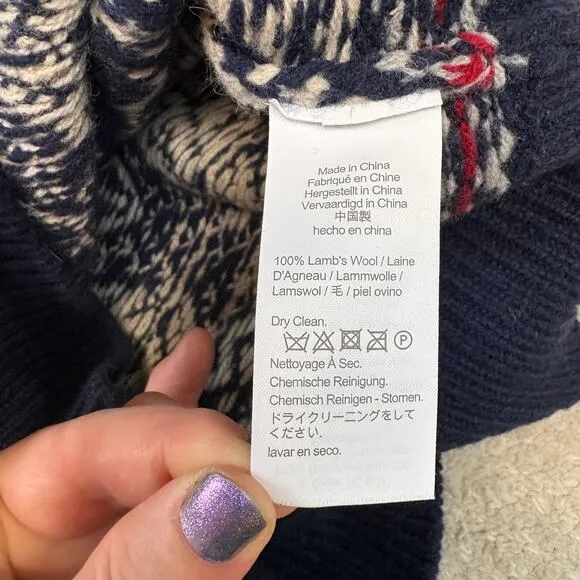 Made in China
Fabriqué en Chine
Hergestellt in China
Vervaardigd in China
中国製
hecho en china
100% Lamb's Wool / Laine
D'Agneau / Lammwolle /
Lamswol / 毛 / piel ovino
Dry Clean.
P
Nettoyage À Sec.
Chemische Reinigung.
Chemisch Reinigen - Stomen.
ドライクリーニングをして
ください.
lavar en seco.